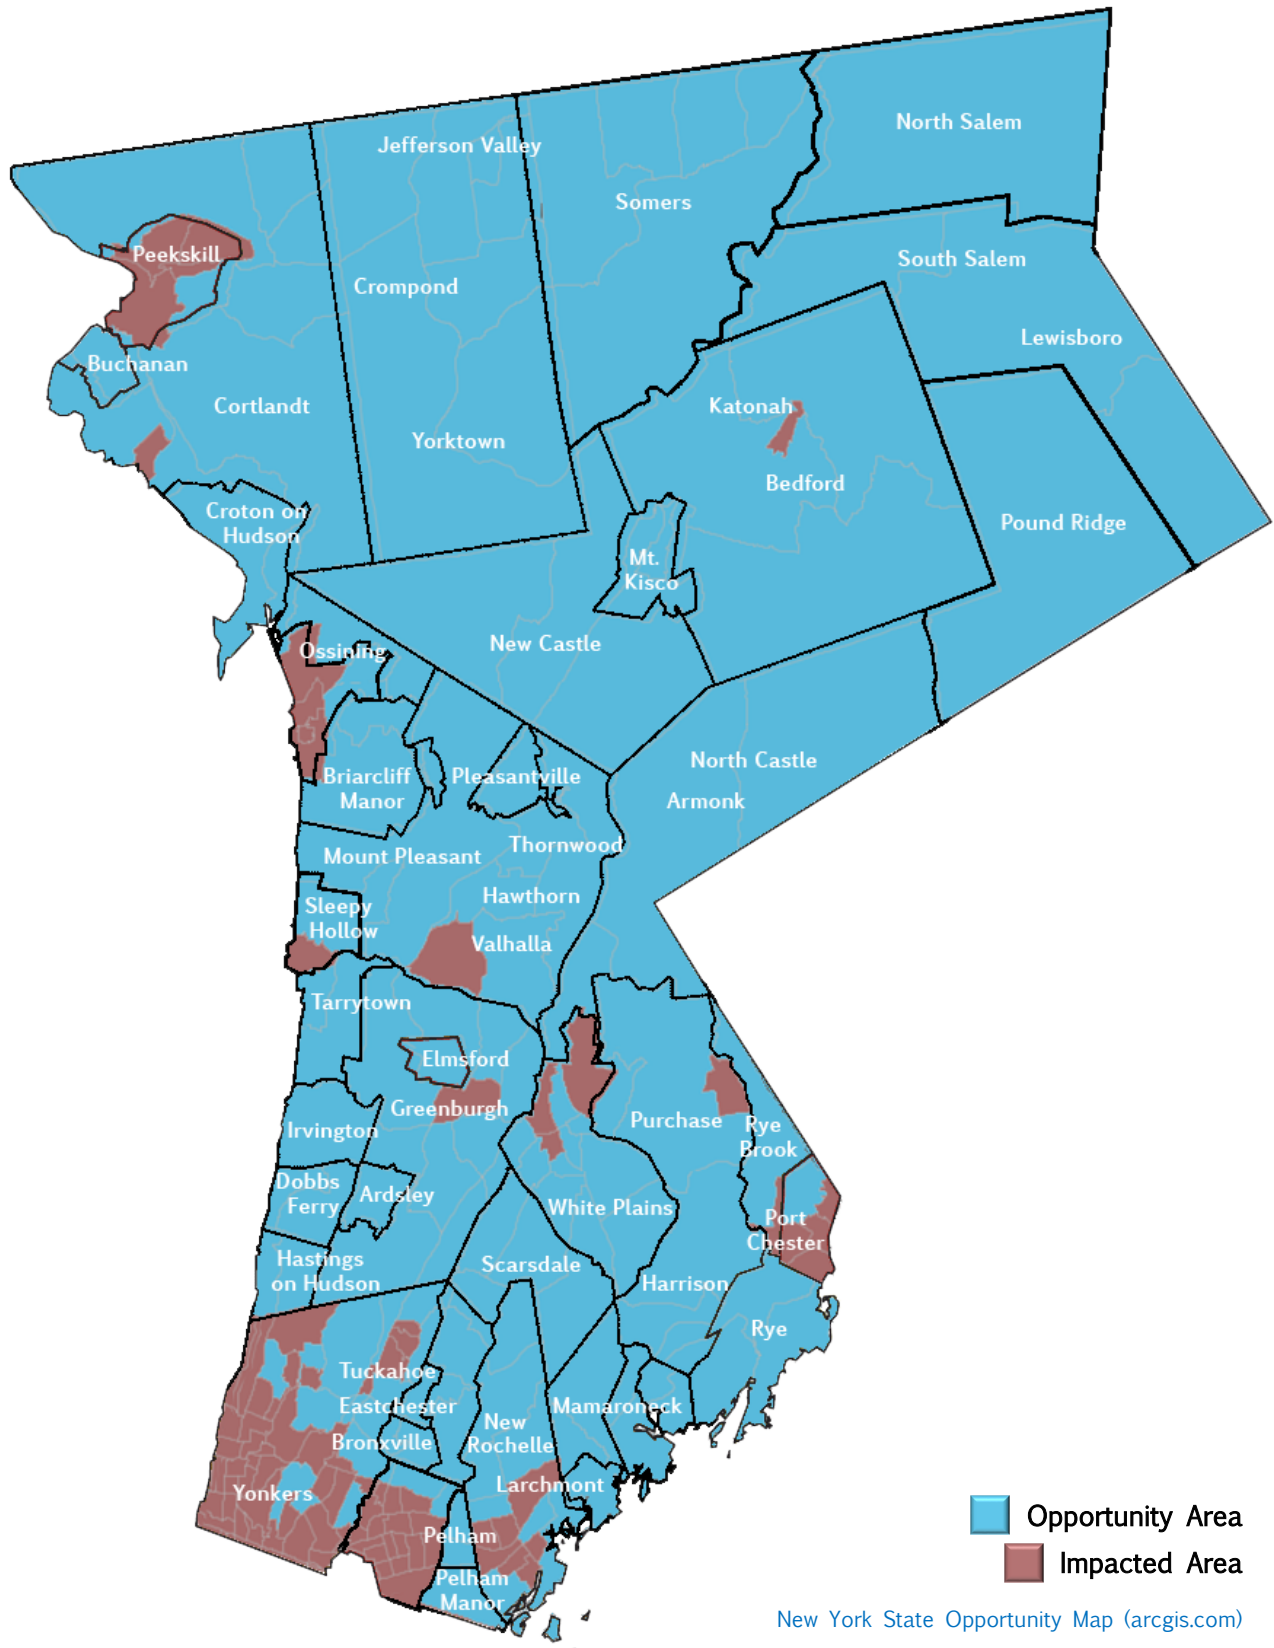 North Salem
Jefferson Valley
Somers
Peekskill
South Salem
Crompond
Lewisboro
Buchanan
Cortlandt
Katonah
Yorktown
Bedford
Croton on
Hudson
Pound Ridge
Mt.
Kisco
New Castle
Ossining
North Castle
Briarcliff
Manor
Pleasantville
Armonk
Thornwood
Mount Pleasant
Hawthorn
Sleepy
Hollow
Valhalla
Tarrytown
Elmsford
Greenburgh
Purchase
Rye
Brook
Irvington
Dobbs
Ferry
Ardsley
White Plains
Port
Chester
Hastings
on Hudson
Scarsdale
Harrison
Rye
Tuckahoe
Eastchester
Mamaroneck
New
Rochelle
Bronxville
Larchmont
Yonkers
Pelham
Pelham
Manor
Opportunity Area
Impacted Area
New York State Opportunity Map (arcgis.com)